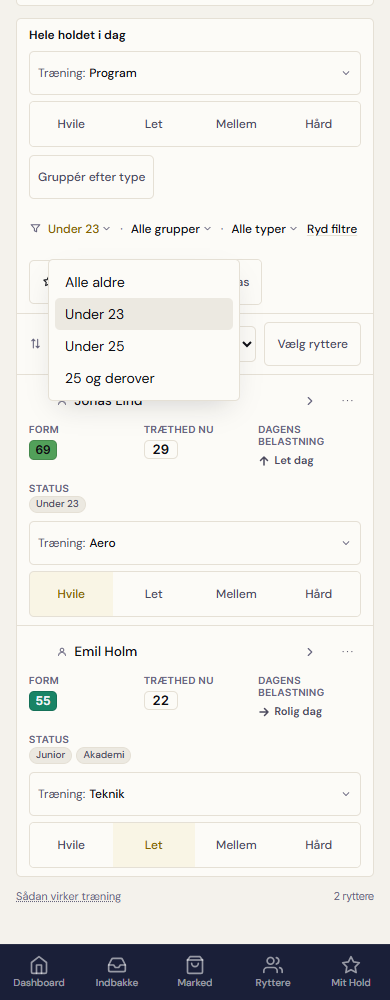 Hele holdet i dag
Træning: Program
Hvile Let Mellem Hård
Gruppér efter type
Under 23 · Alle grupper · Alle typer Ryd filtre
Alle aldre
Under 23
Under 25
25 og derover
as
Vælg ryttere
Jonas Lind
FORM TRÆTHED NU DAGENS BELASTNING
69 29 Let dag
STATUS
Under 23
Træning: Aero
Hvile Let Mellem Hård
Emil Holm
FORM TRÆTHED NU DAGENS BELASTNING
55 22 Rolig dag
STATUS
Junior Akademi
Træning: Teknik
Hvile Let Mellem Hård
Sådan virker træning 2 ryttere
Dashboard Indbakke Marked Ryttere Mit Hold